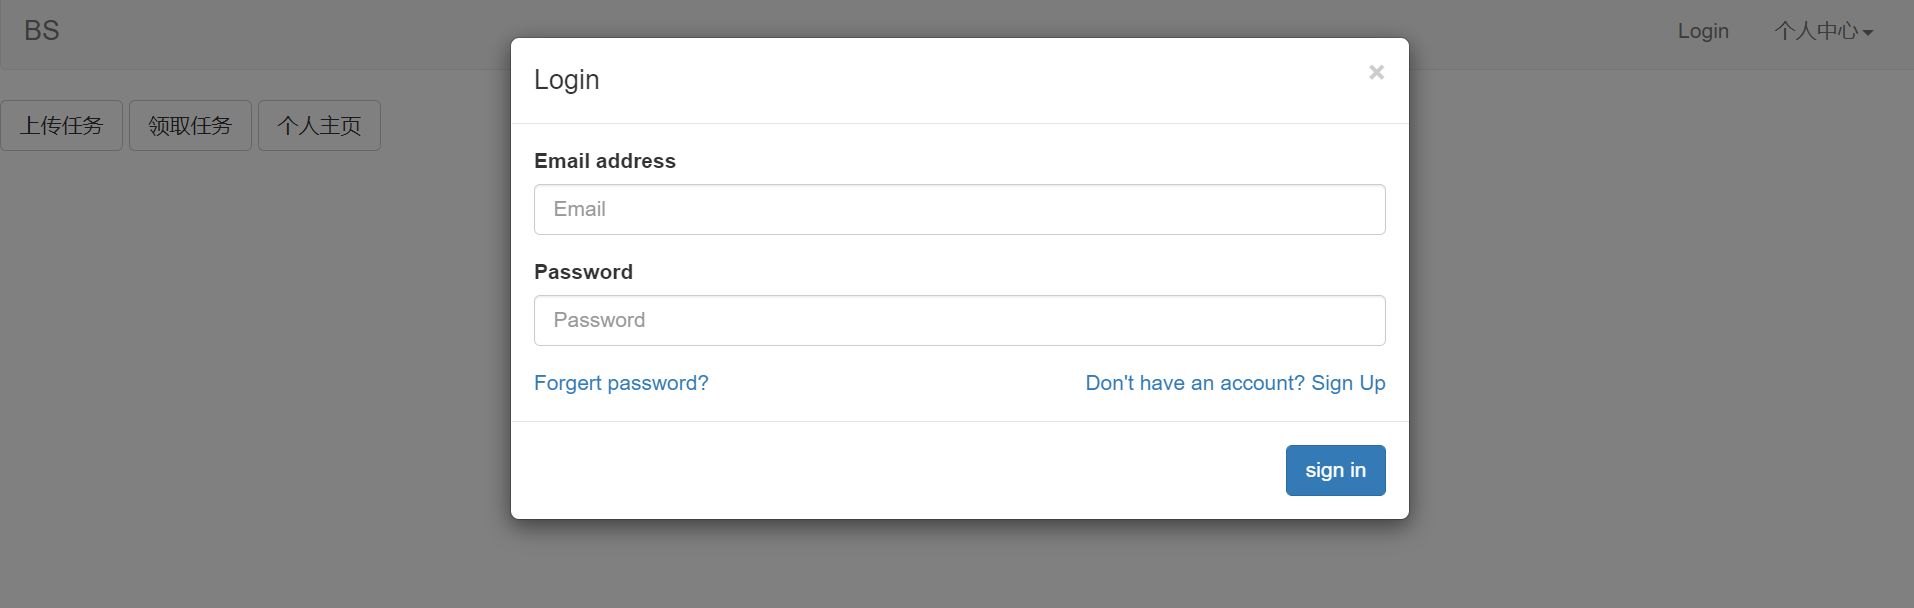 BS
Login
个人中心
上传任务
领取任务
个人主页
Login
×
Email address
Email
Password
Password
Forgert password?
Don't have an account? Sign Up
sign in